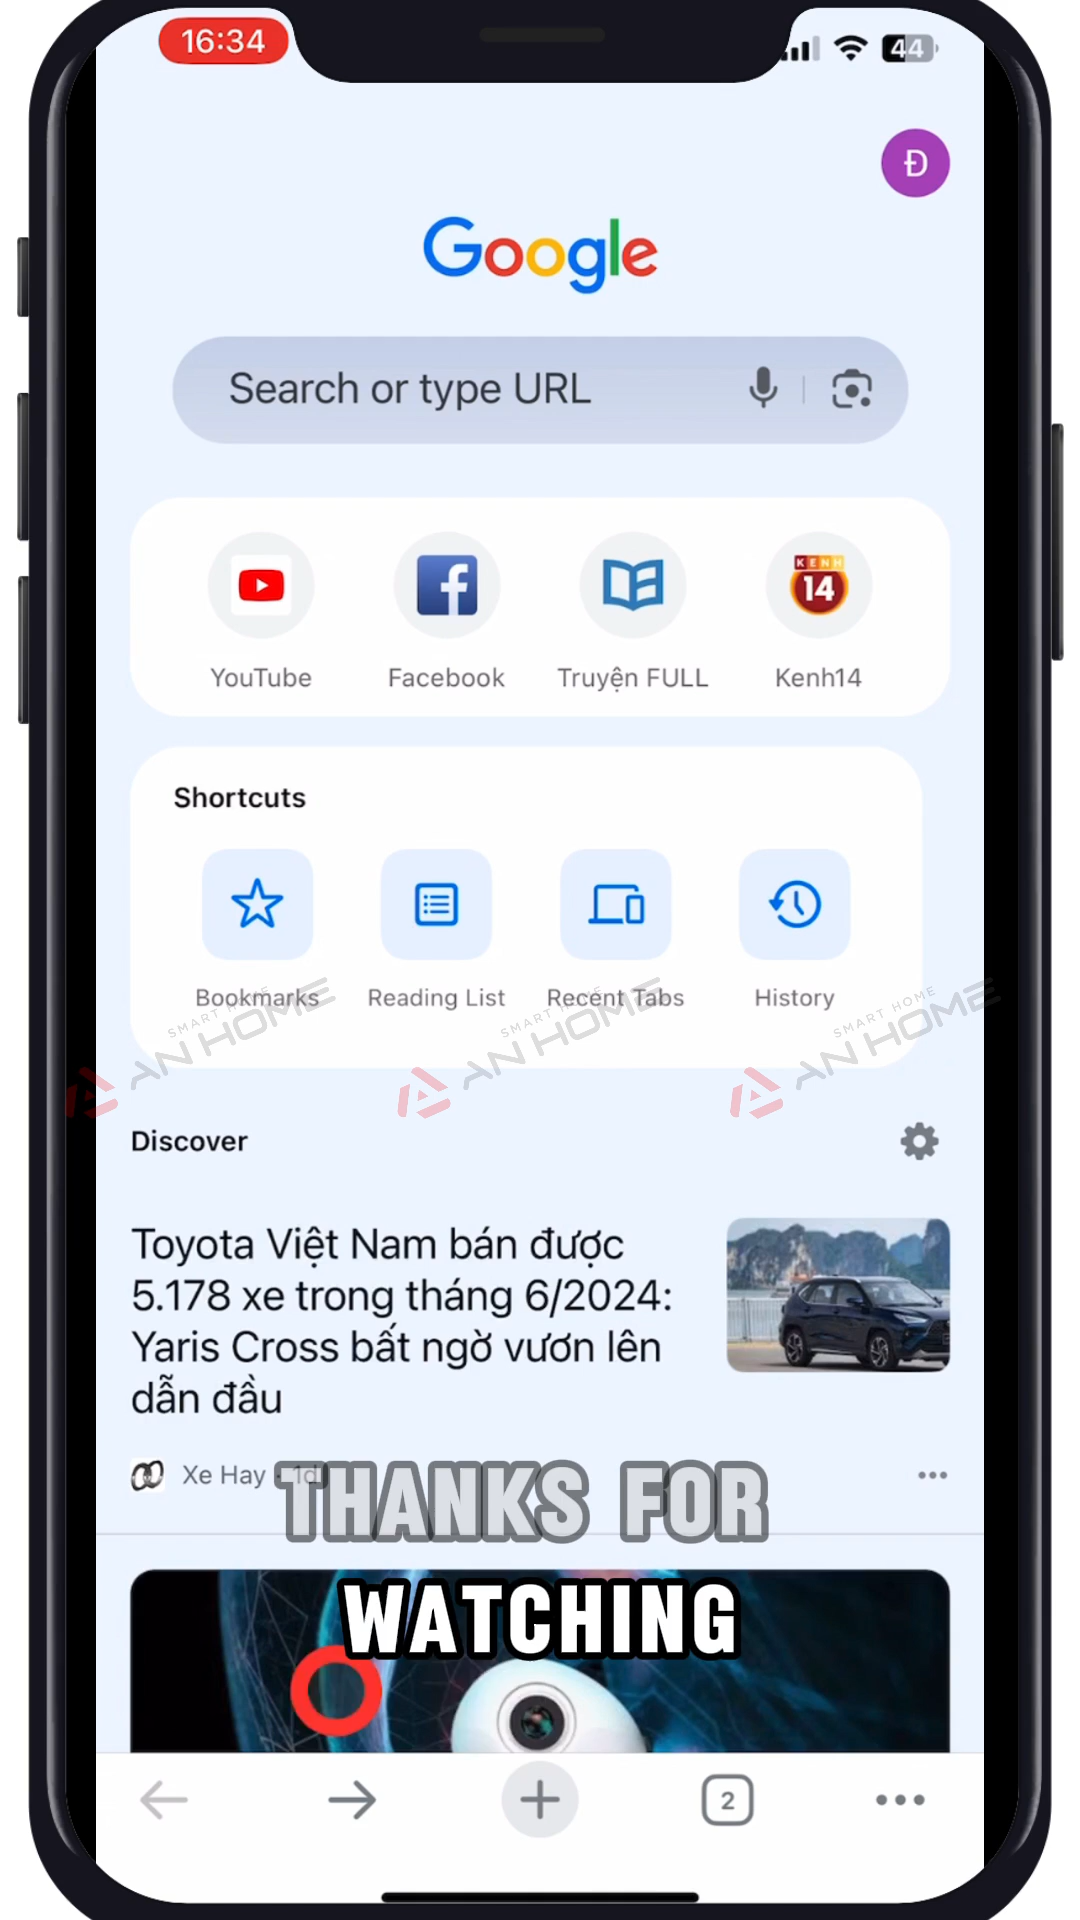 16:34
44
Đ
Google
Search or type URL
KENH
14
YouTube
Facebook
Truyện FULL
Kenh14
Shortcuts
Bookmarks
Reading List
Recent Tabs
History
SMART HOME
AN HOME
SMART HOME
AN HOME
SMART HOME
AN HOME
Discover
Toyota Việt Nam bán được
5.178 xe trong tháng 6/2024:
Yaris Cross bất ngờ vươn lên
dẫn đầu
Xe Hay · 1d
THANKS FOR
WATCHING
2